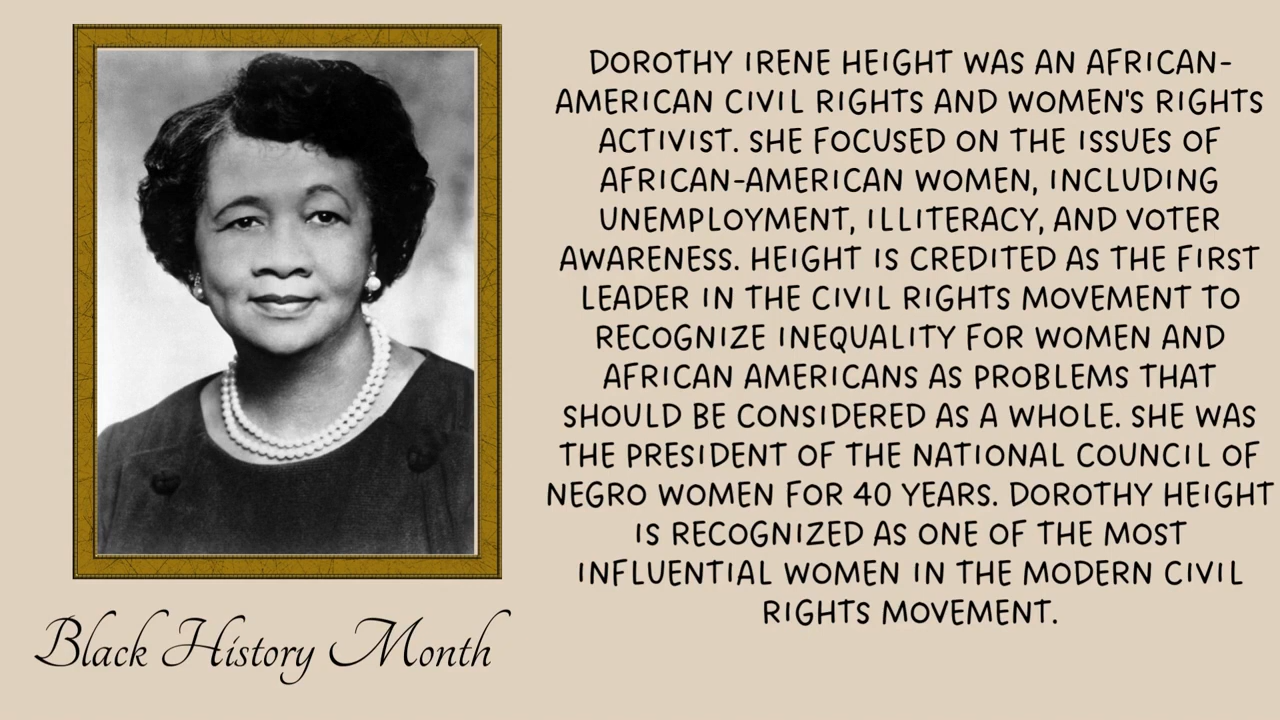 DOROTHY IRENE HEIGHT WAS AN AFRICAN-
AMERICAN CIVIL RIGHTS AND WOMEN'S RIGHTS
ACTIVIST. SHE FOCUSED ON THE ISSUES OF
AFRICAN-AMERICAN WOMEN, INCLUDING
UNEMPLOYMENT, ILLITERACY, AND VOTER
AWARENESS. HEIGHT IS CREDITED AS THE FIRST
LEADER IN THE CIVIL RIGHTS MOVEMENT TO
RECOGNIZE INEQUALITY FOR WOMEN AND
AFRICAN AMERICANS AS PROBLEMS THAT
SHOULD BE CONSIDERED AS A WHOLE. SHE WAS
THE PRESIDENT OF THE NATIONAL COUNCIL OF
NEGRO WOMEN FOR 40 YEARS. DOROTHY HEIGHT
IS RECOGNIZED AS ONE OF THE MOST
INFLUENTIAL WOMEN IN THE MODERN CIVIL
RIGHTS MOVEMENT.
Black History Month